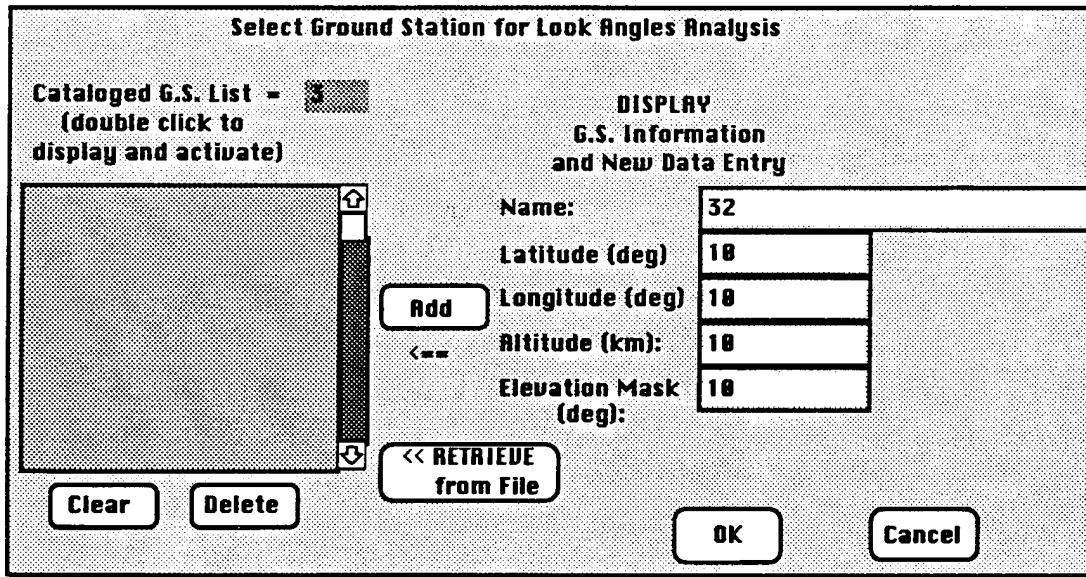 Select Ground Station for Look Angles Analysis
Cataloged G.S. List = 3
(double click to
display and activate)
DISPLAY
G.S. Information
and New Data Entry
Name: 32
Latitude (deg) 10
Longitude (deg) 10
Altitude (km): 10
Elevation Mask 10
(deg):
Add
<==
<< RETRIEVE
from File
Clear
Delete
OK
Cancel